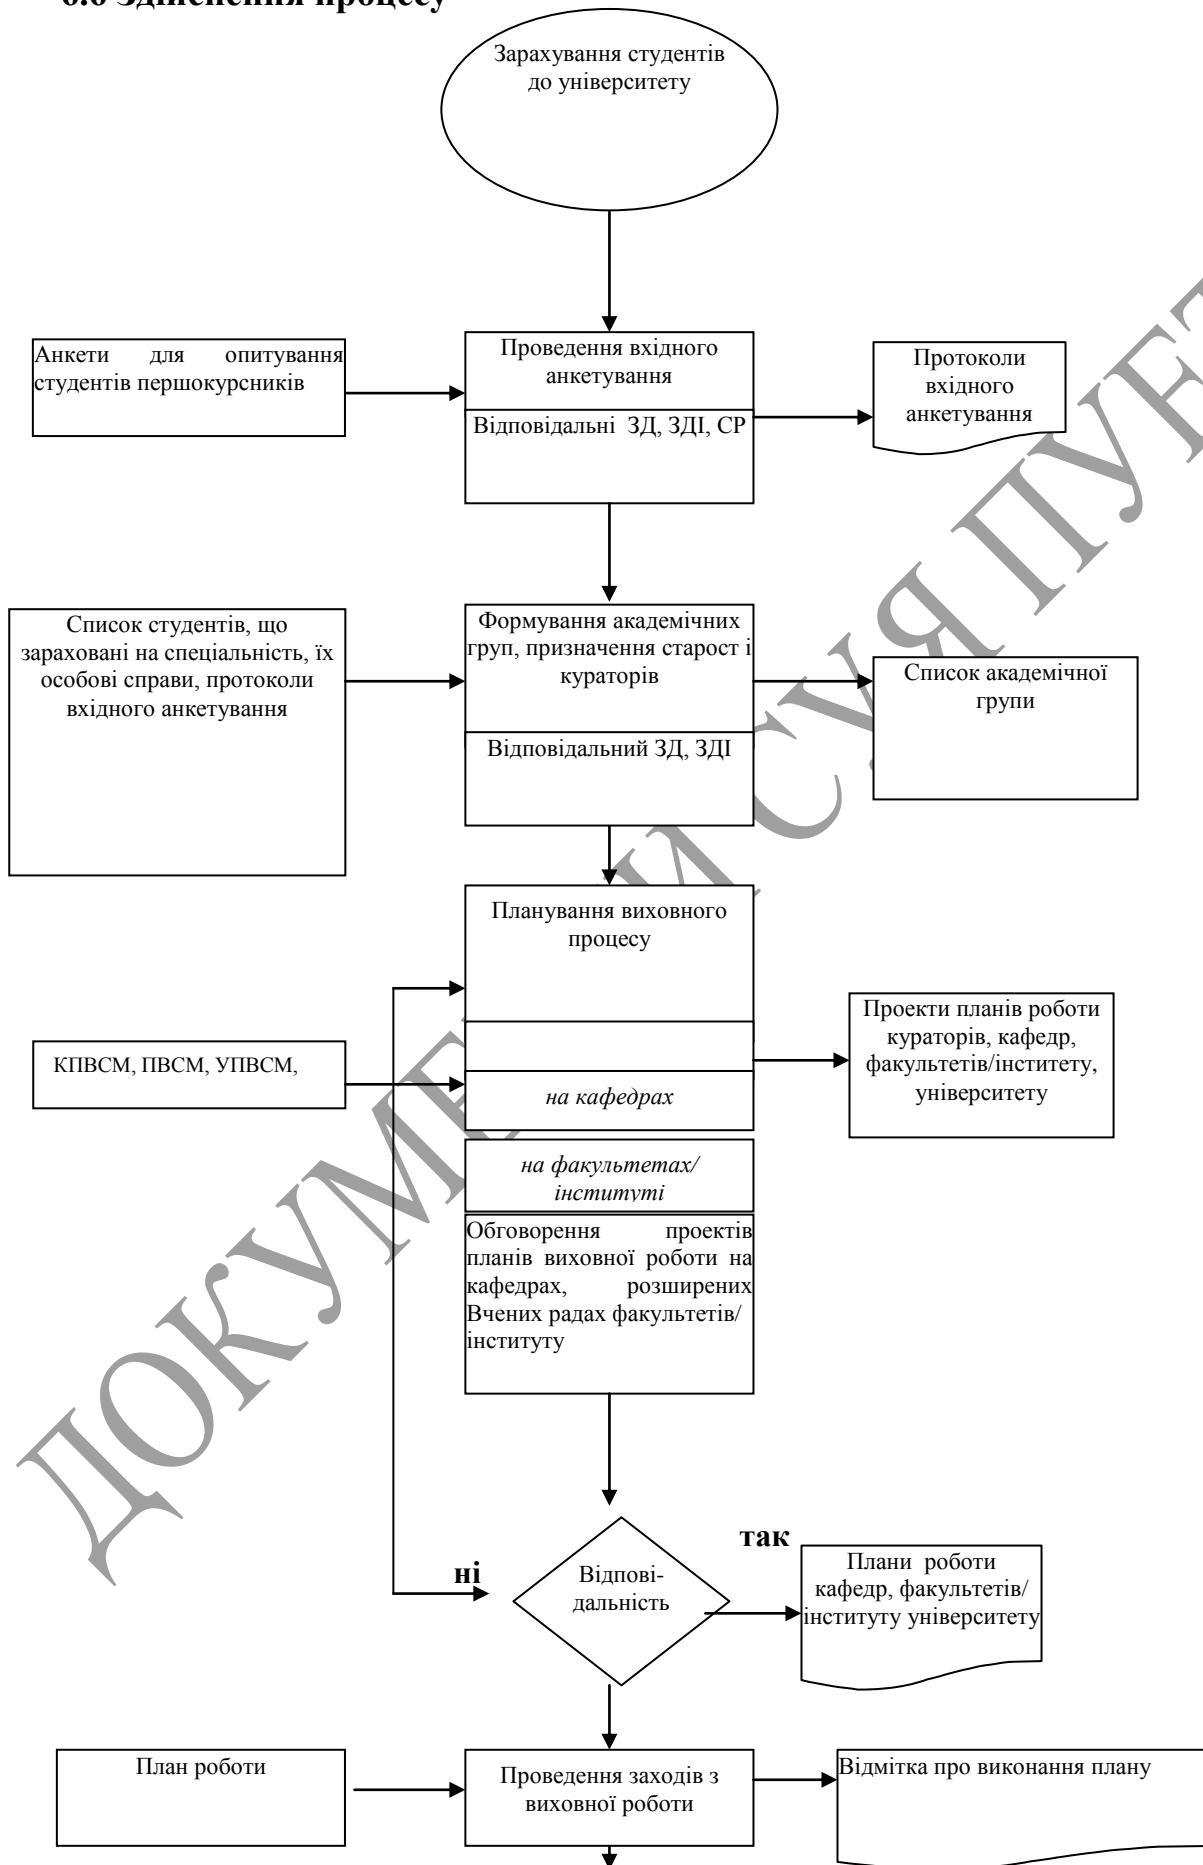 6.6 Здійснення процесу
Зарахування студентів
до університету
Анкети для опитування
студентів першокурсників
Проведення вхідного
анкетування
Відповідальні ЗД, ЗДІ, СР
Протоколи
вхідного
анкетування
Список студентів, що
зараховані на спеціальність, їх
особові справи, протоколи
вхідного анкетування
Формування академічних
груп, призначення старост і
кураторів
Відповідальний ЗД, ЗДІ
Список академічної
групи
Планування виховного
процесу
КПВСМ, ПВСМ, УПВСМ,
на кафедрах
Проекти планів роботи
кураторів, кафедр,
факультетів/інститету,
університету
на факультетах/
інституті
Обговорення проектів
планів виховної роботи на
кафедрах, розширених
Вчених радах факультетів/
інституту
ні
Відпові-
дальність
так
Плани роботи
кафедр, факультетів/
інституту університету
План роботи
Проведення заходів з
виховної роботи
Відмітка про виконання плану
СУЯ ПУЕТ